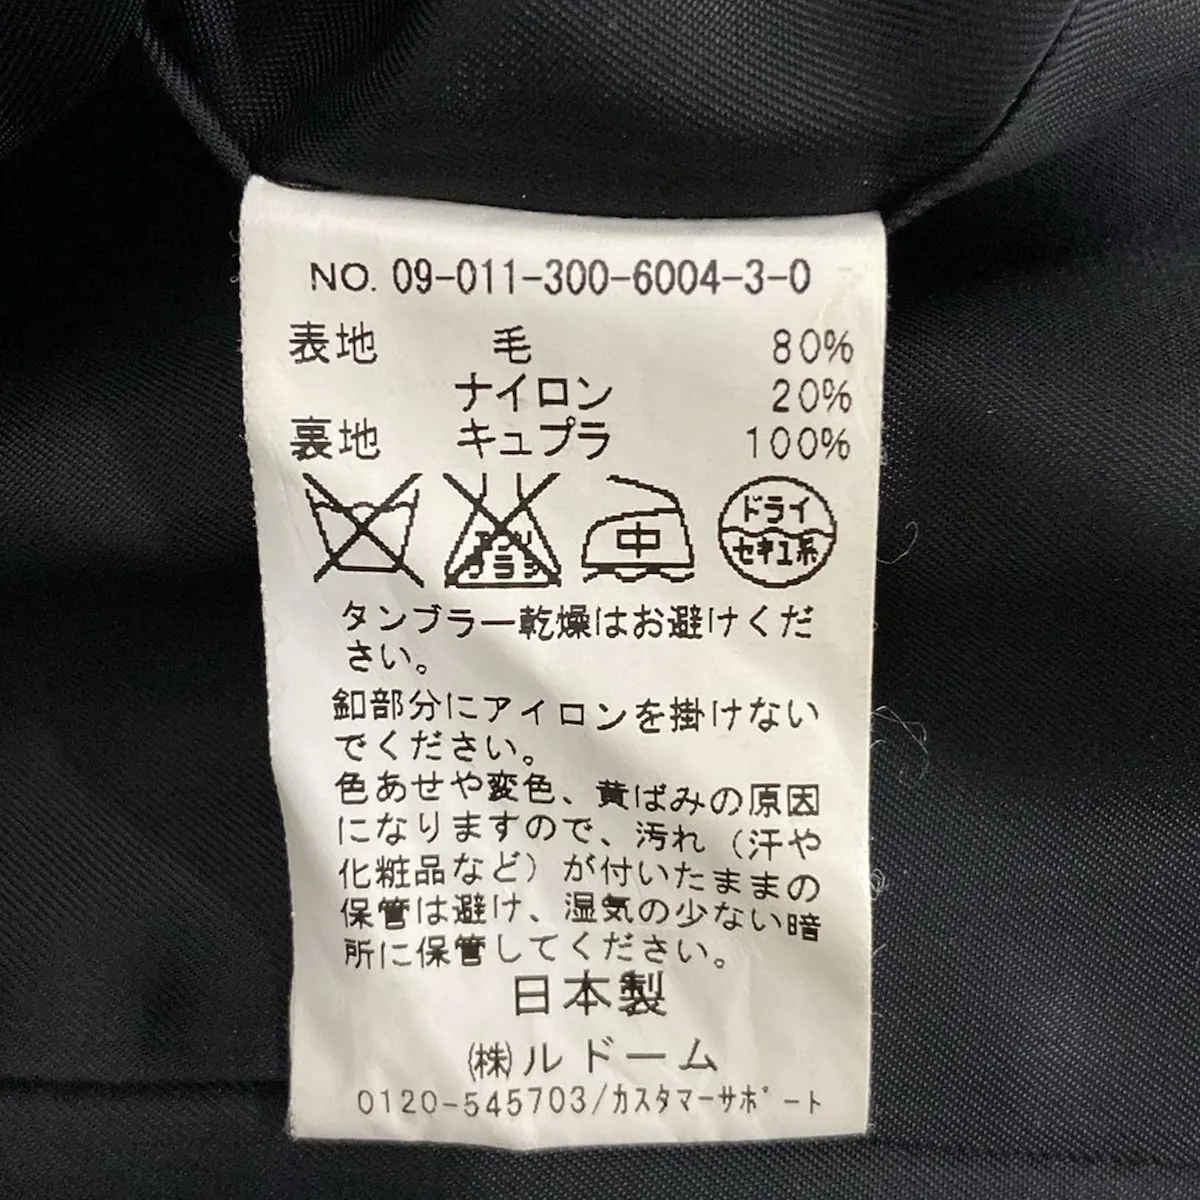 NO. 09-011-300-6004-3-0
表地 毛 80%
ナイロン 20%
裏地 キュプラ 100%
エンソ サラシ 中 ドライ セキユ系
タンブラー乾燥はお避けくだ
さい。
釦部分にアイロンを掛けない
でください。
色あせや変色、黄ばみの原因
になりますので、汚れ（汗や
化粧品など）が付いたままの
保管は避け、湿気の少ない暗
所に保管してください。
日本製
(株)ルドーム
0120-545703/カスタマーサポート